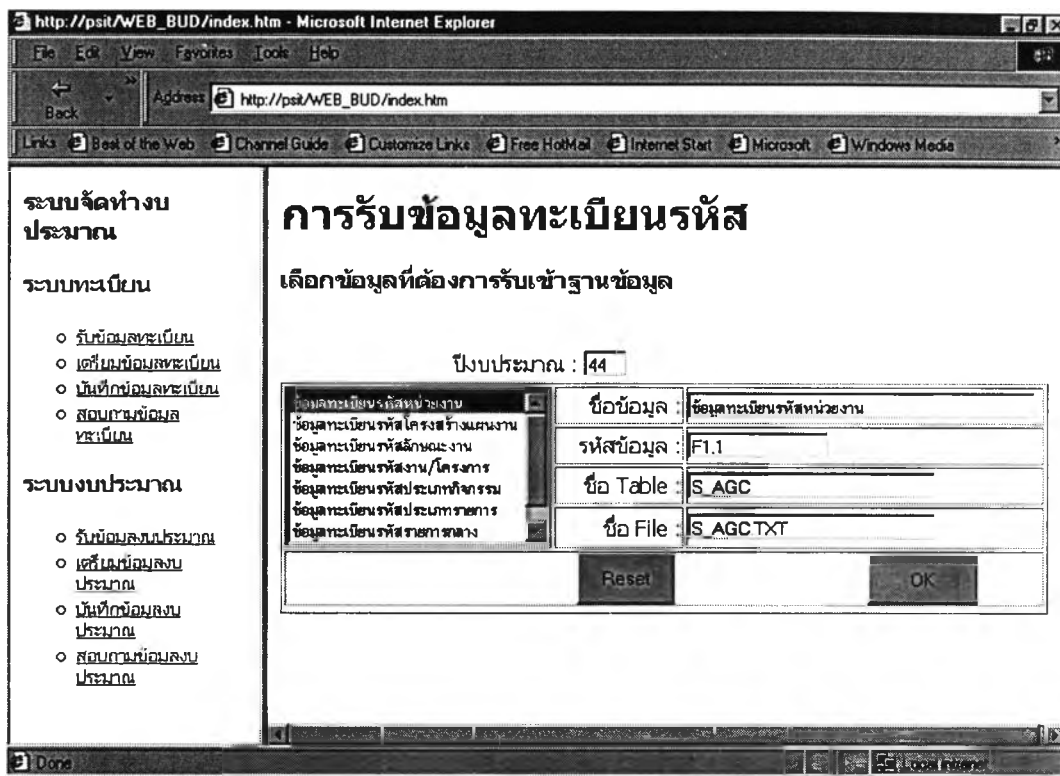 http://psit/WEB_BUD/index.htm - Microsoft Internet Explorer
File Edit View Favorites Tools Help
Back
Address http://psit/WEB_BUD/index.htm
Links Best of the Web Channel Guide Customize Links Free HotMail Internet Start Microsoft Windows Media
ระบบจัดทำงบ
ประมาณ
ระบบทะเบียน
รับข้อมูลทะเบียน
เตรียมข้อมูลทะเบียน
บันทึกข้อมูลทะเบียน
สอบถามข้อมูล
ทะเบียน
ระบบงบประมาณ
รับข้อมูลงบประมาณ
เตรียมข้อมูลงบ
ประมาณ
บันทึกข้อมูลงบ
ประมาณ
สอบถามข้อมูลงบ
ประมาณ
การรับข้อมูลทะเบียนรหัส
เลือกข้อมูลที่ต้องการรับเข้าฐานข้อมูล
ปีงบประมาณ : 44
ข้อมูลทะเบียนรหัสหน่วยงาน
ข้อมูลทะเบียนรหัสโครงสร้างแผนงาน
ข้อมูลทะเบียนรหัสลักษณะงาน
ข้อมูลทะเบียนรหัสงาน/โครงการ
ข้อมูลทะเบียนรหัสประเภทกิจกรรม
ข้อมูลทะเบียนรหัสประเภทรายการ
ข้อมูลทะเบียนรหัสรายการกลาง
ชื่อข้อมูล : ข้อมูลทะเบียนรหัสหน่วยงาน
รหัสข้อมูล : F1.1
ชื่อ Table : S_AGC
ชื่อ File : S_AGC.TXT
Reset
OK
Done
Local intranet